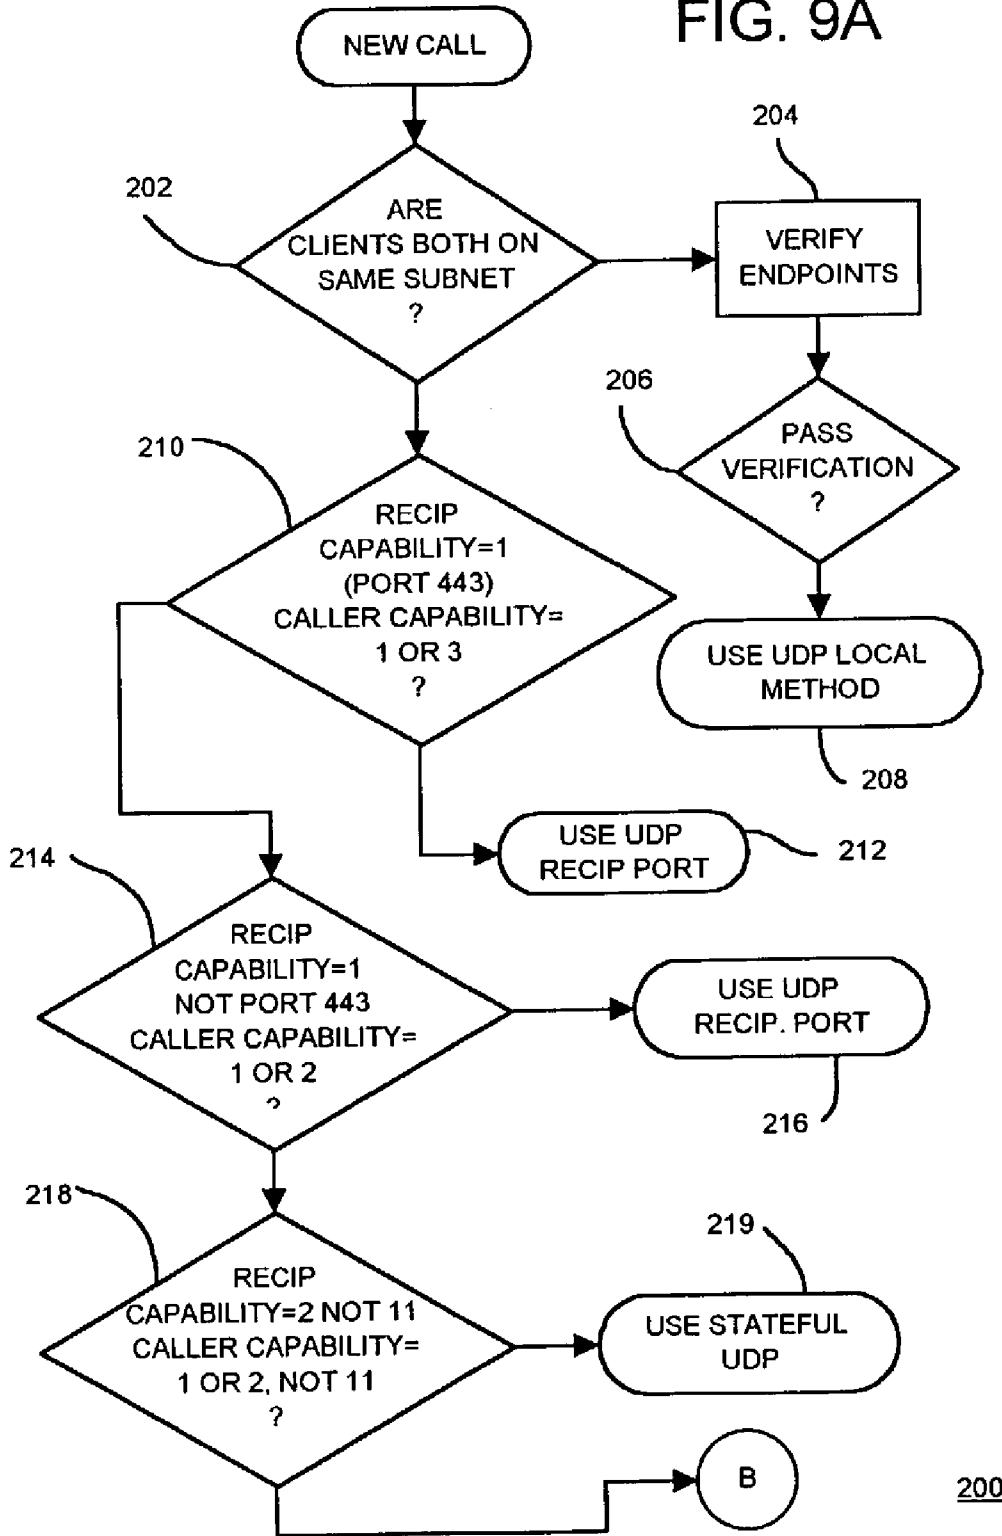 FIG. 9A
NEW CALL
204
202
ARE
CLIENTS BOTH ON
SAME SUBNET
?
VERIFY
ENDPOINTS
206
PASS
VERIFICATION
?
210
RECIP
CAPABILITY=1
(PORT 443)
CALLER CAPABILITY=
1 OR 3
?
USE UDP LOCAL
METHOD
208
USE UDP
RECIP PORT
212
214
RECIP
CAPABILITY=1
NOT PORT 443
CALLER CAPABILITY=
1 OR 2
?
USE UDP
RECIP. PORT
216
218
RECIP
CAPABILITY=2 NOT 11
CALLER CAPABILITY=
1 OR 2, NOT 11
?
219
USE STATEFUL
UDP
B
200